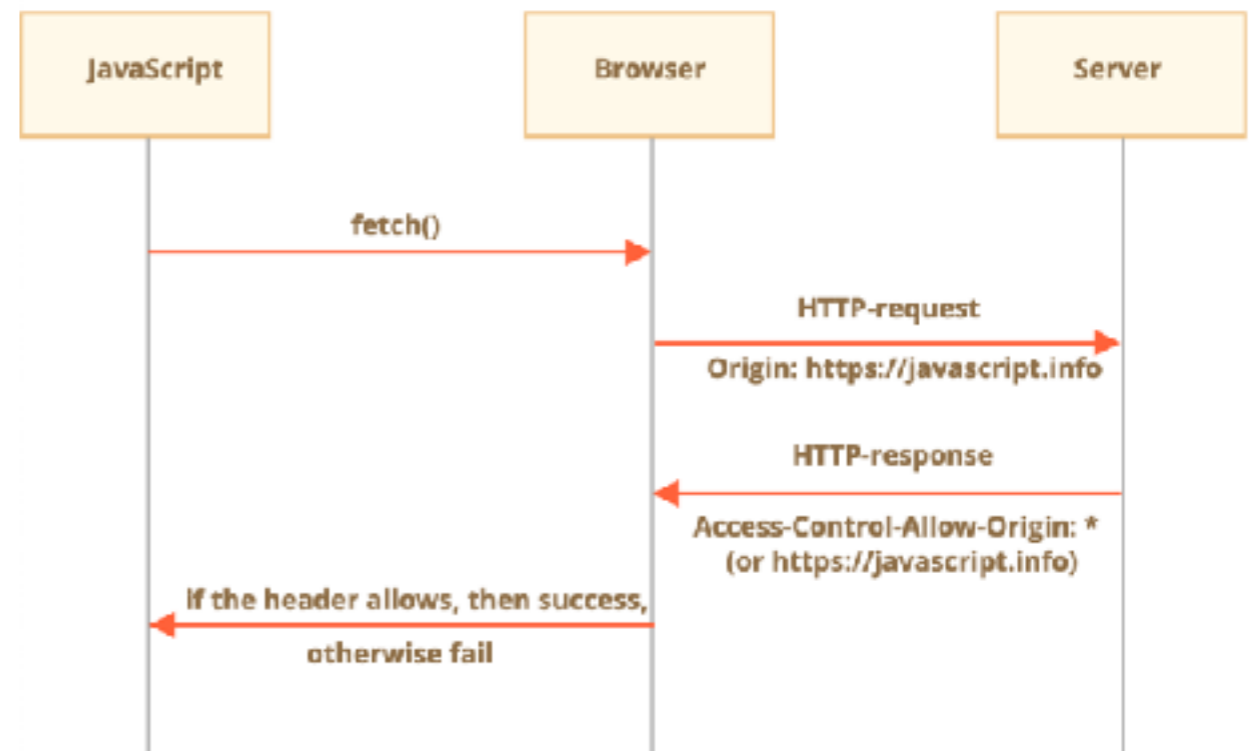 JavaScript
Browser
Server
fetch()
HTTP-request
Origin: https://javascript.info
HTTP-response
Access-Control-Allow-Origin: *
(or https://javascript.info)
If the header allows, then success,
otherwise fail